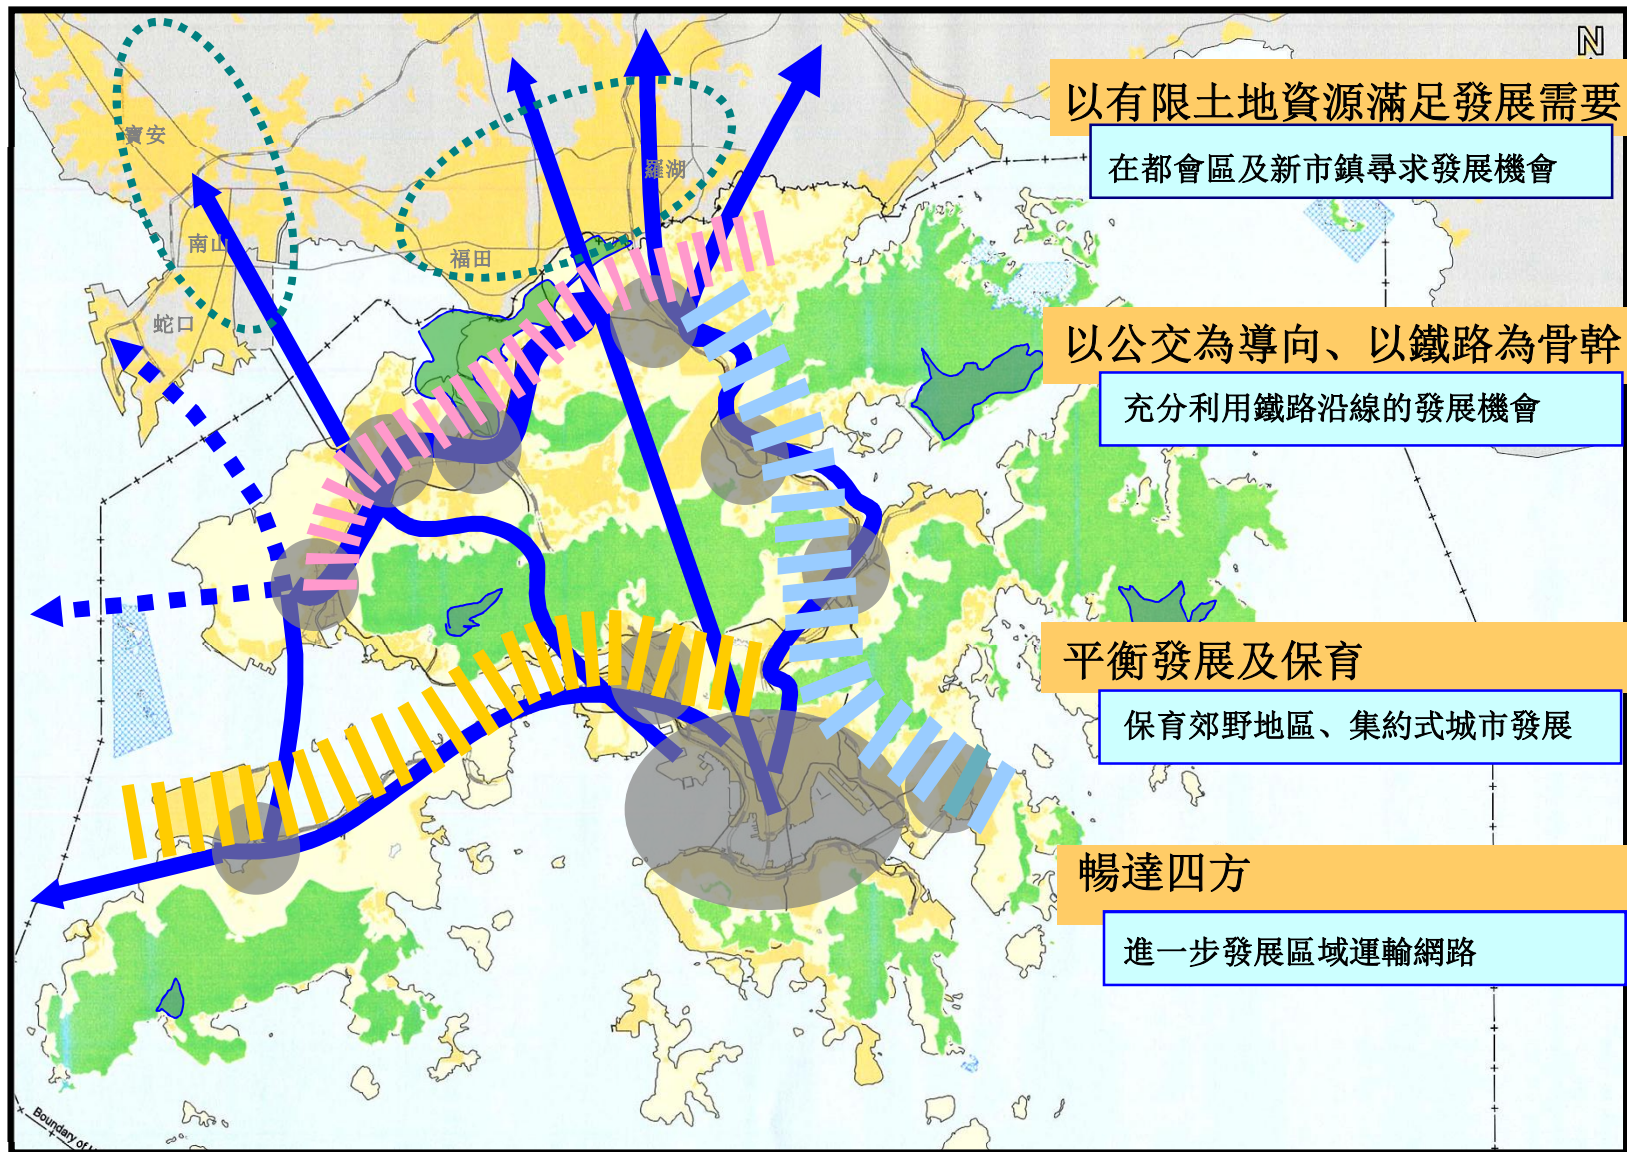 N
以有限土地資源滿足發展需要
在都會區及新市鎮尋求發展機會
寶安
羅湖
南山
福田
蛇口
以公交為導向、以鐵路為骨幹
充分利用鐵路沿線的發展機會
平衡發展及保育
保育郊野地區、集約式城市發展
暢達四方
進一步發展區域運輸網路
Boundary of